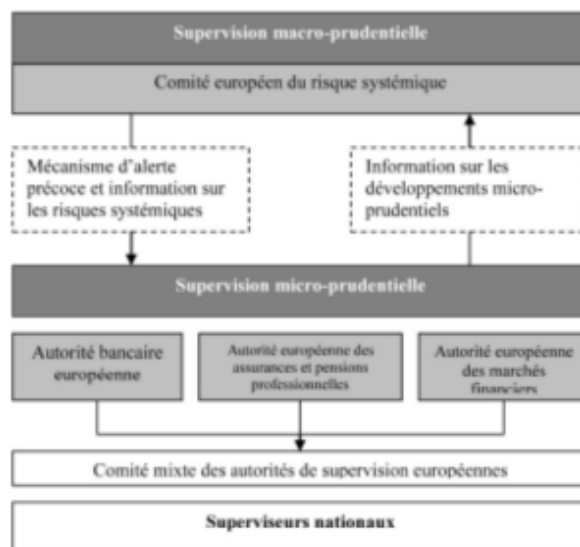 Supervision macro-prudentielle
Comité européen du risque systémique
Mécanisme d'alerte
précoce et information sur
les risques systémiques
Information sur les
développements micro-
prudentiels
Supervision micro-prudentielle
Autorité bancaire
européenne
Autorité européenne des
assurances et pensions
professionnelles
Autorité européenne
des marchés
financiers
Comité mixte des autorités de supervision européennes
Superviseurs nationaux